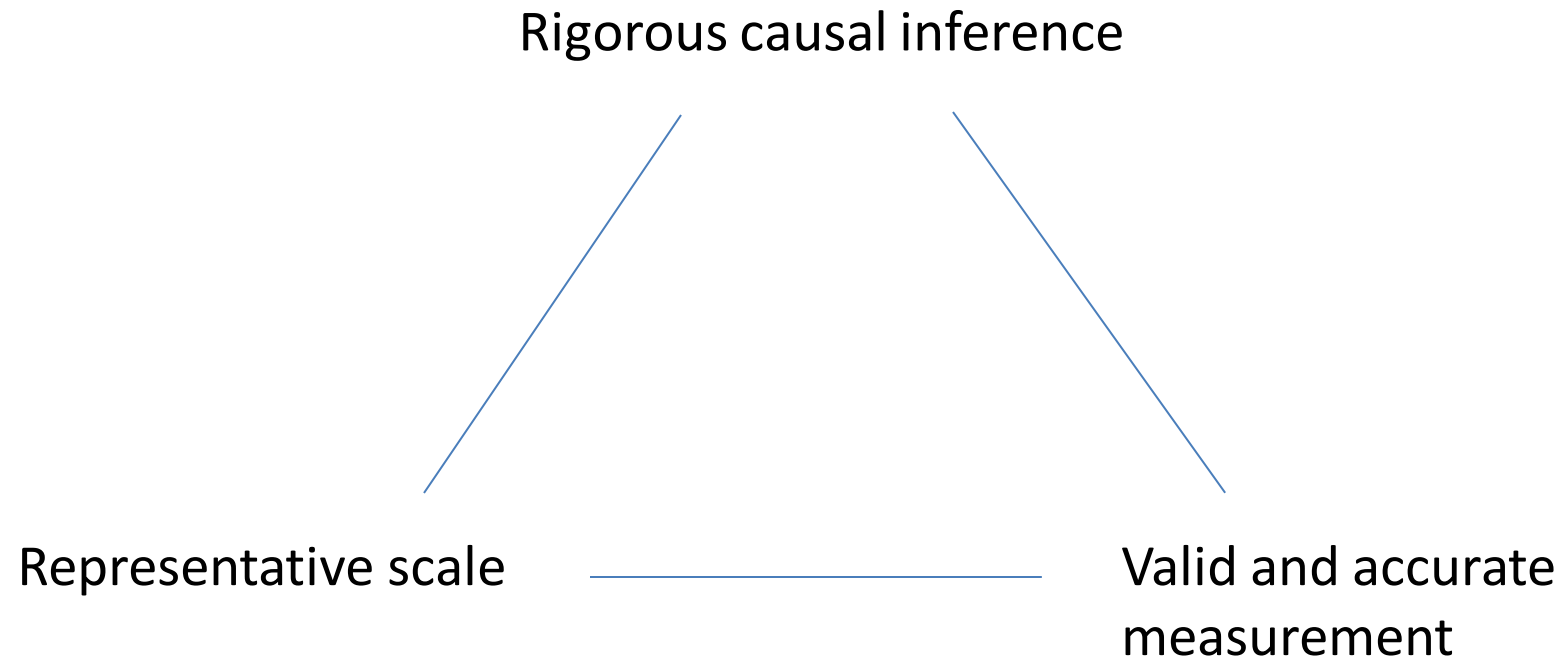 Rigorous causal inference
Representative scale
Valid and accurate
measurement